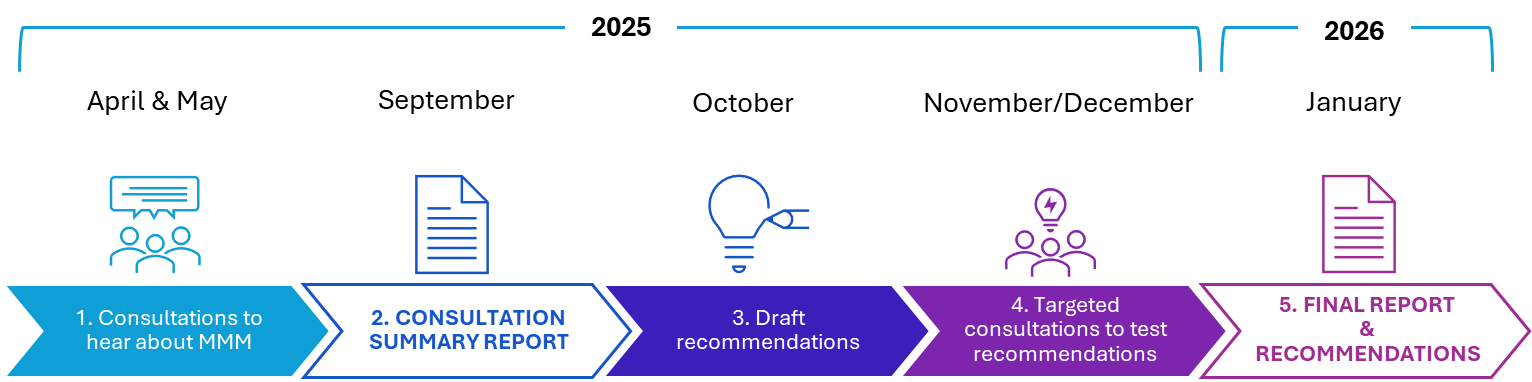 2025
2026
April & May
September
October
November/December
January
1. Consultations to
hear about MMM
2. CONSULTATION
SUMMARY REPORT
3. Draft
recommendations
4. Targeted
consultations to test
recommendations
5. FINAL REPORT
&
RECOMMENDATIONS